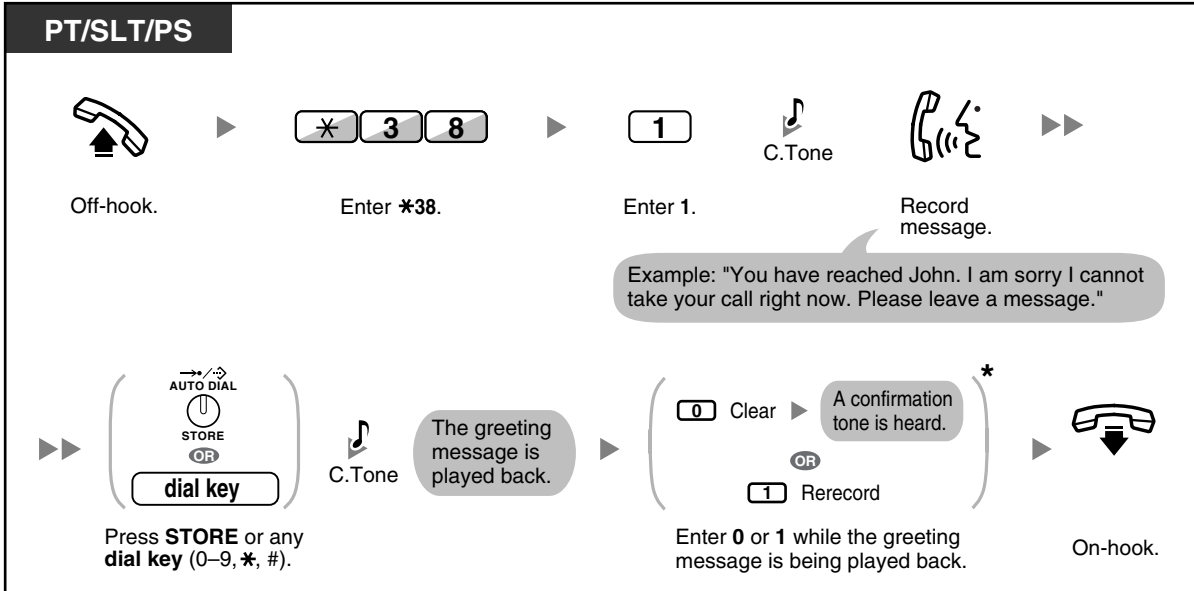 PT/SLT/PS
✳ 3 8
1
C.Tone
Off-hook.
Enter ✳38.
Enter 1.
Record
message.
Example: "You have reached John. I am sorry I cannot
take your call right now. Please leave a message."
AUTO DIAL
STORE
OR
dial key
C.Tone
The greeting
message is
played back.
0 Clear
A confirmation
tone is heard.
*
OR
1 Rerecord
Press STORE or any
dial key (0–9, ✳, #).
Enter 0 or 1 while the greeting
message is being played back.
On-hook.